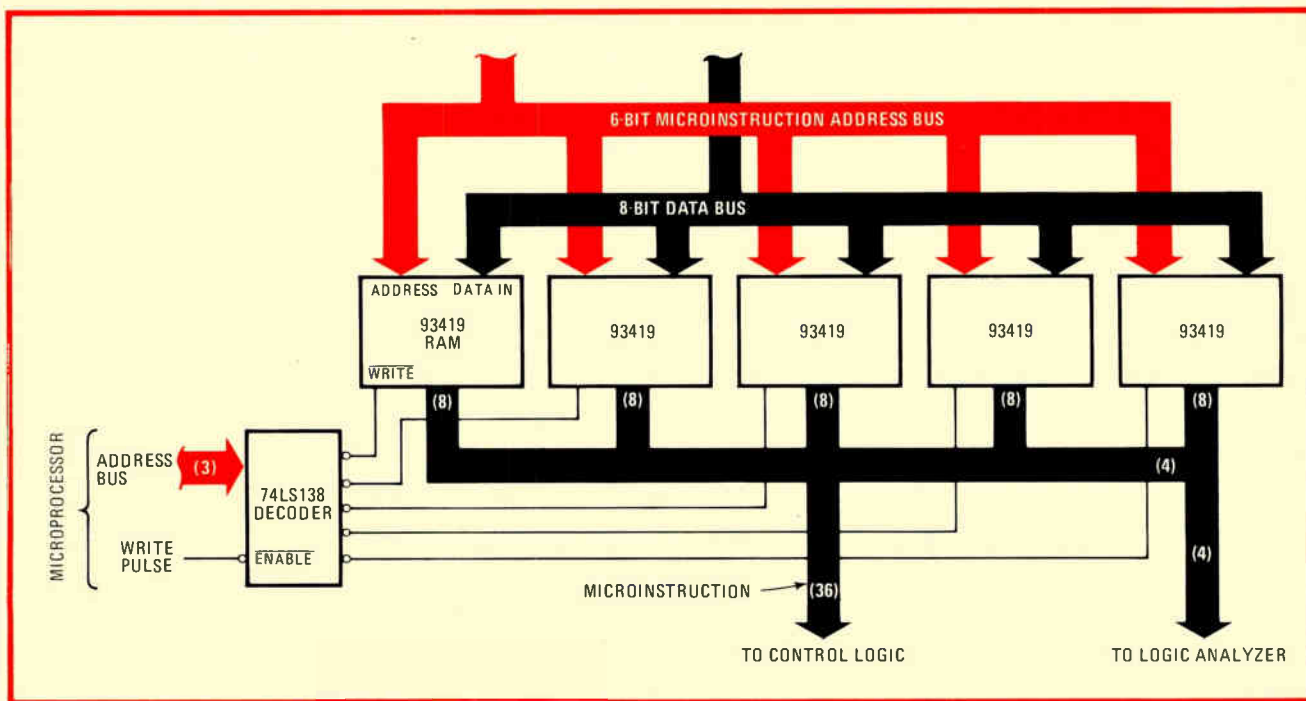 6-BIT MICROINSTRUCTION ADDRESS BUS
8-BIT DATA BUS
ADDRESS DATA IN
93419
RAM
WRITE
93419
93419
93419
93419
(8)
(8)
(8)
(8)
(8)
MICROPROCESSOR
ADDRESS
BUS
(3)
74LS138
DECODER
WRITE
PULSE
ENABLE
(4)
(4)
MICROINSTRUCTION
(36)
TO CONTROL LOGIC
TO LOGIC ANALYZER